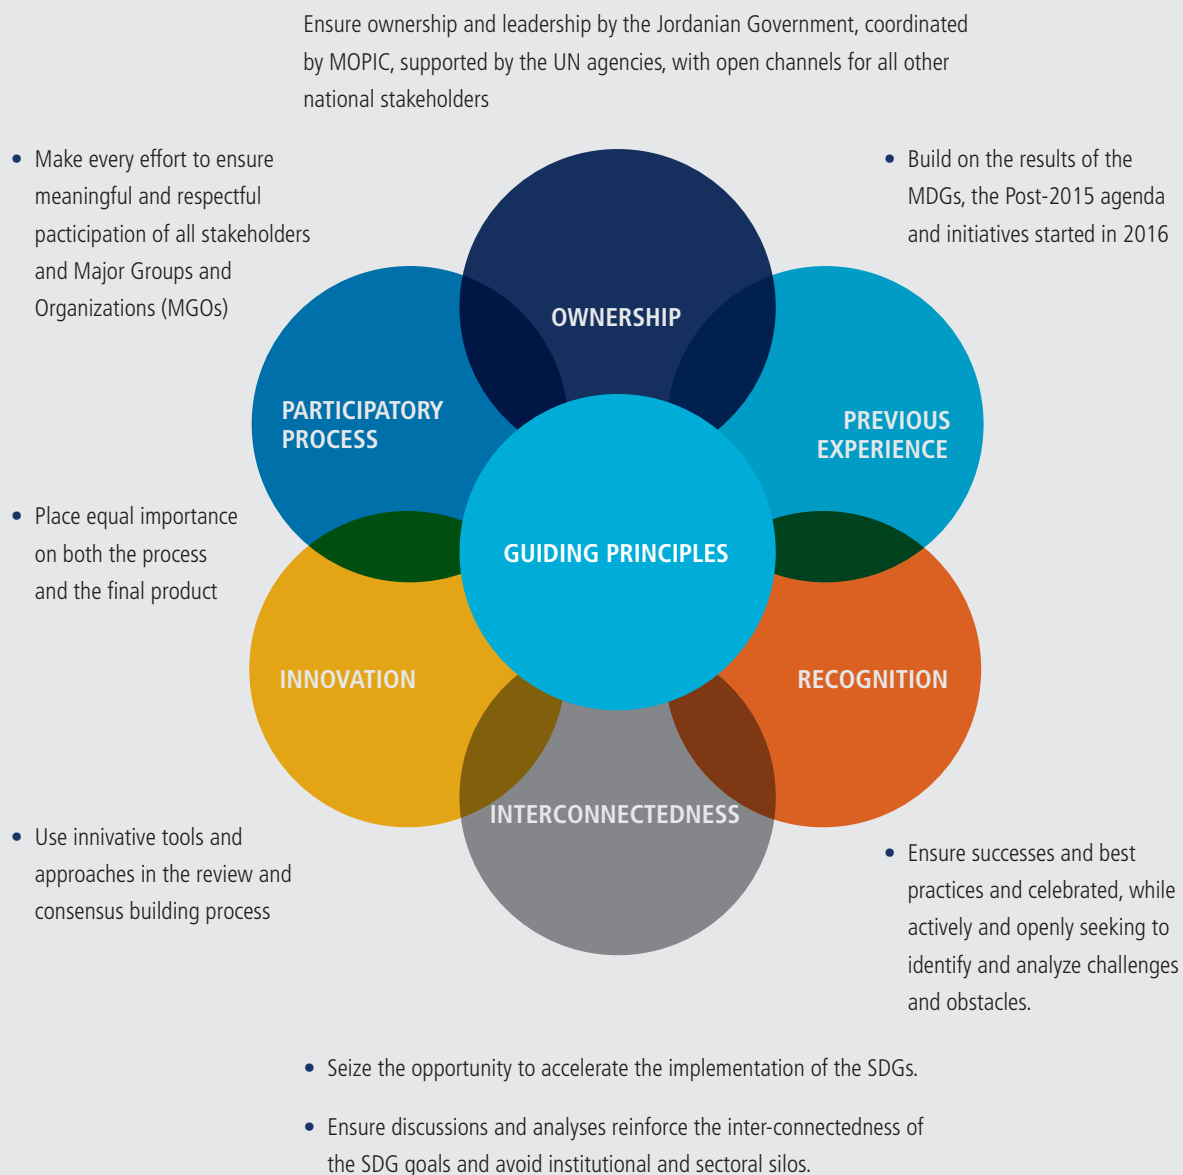 Ensure ownership and leadership by the Jordanian Government, coordinated
by MOPIC, supported by the UN agencies, with open channels for all other
national stakeholders
• Make every effort to ensure
meaningful and respectful
pacticipation of all stakeholders
and Major Groups and
Organizations (MGOs)
• Build on the results of the
MDGs, the Post-2015 agenda
and initiatives started in 2016
OWNERSHIP
PARTICIPATORY
PROCESS
PREVIOUS
EXPERIENCE
• Place equal importance
on both the process
and the final product
GUIDING PRINCIPLES
INNOVATION
RECOGNITION
INTERCONNECTEDNESS
• Use innivative tools and
approaches in the review and
consensus building process
• Ensure successes and best
practices and celebrated, while
actively and openly seeking to
identify and analyze challenges
and obstacles.
• Seize the opportunity to accelerate the implementation of the SDGs.
• Ensure discussions and analyses reinforce the inter-connectedness of
the SDG goals and avoid institutional and sectoral silos.